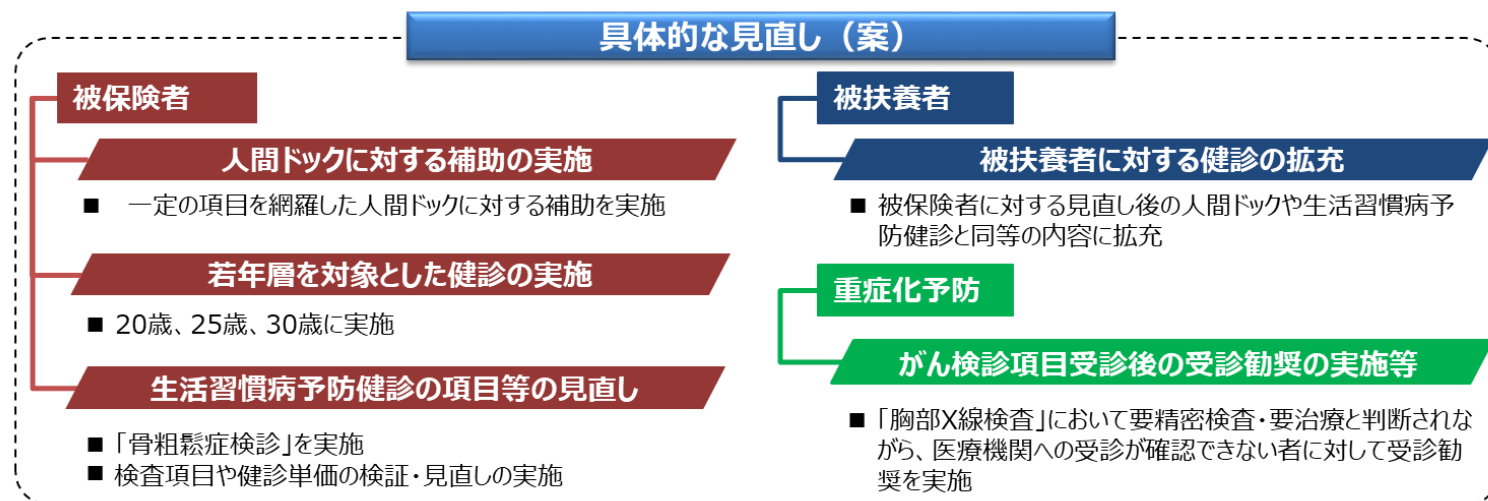 具体的な見直し（案）
被保険者
人間ドックに対する補助の実施
■ 一定の項目を網羅した人間ドックに対する補助を実施
若年層を対象とした健診の実施
■ 20歳、25歳、30歳に実施
生活習慣病予防健診の項目等の見直し
■ 「骨粗鬆症検診」を実施
■ 検査項目や健診単価の検証・見直しの実施
被扶養者
被扶養者に対する健診の拡充
■ 被保険者に対する見直し後の人間ドックや生活習慣病予
防健診と同等の内容に拡充
重症化予防
がん検診項目受診後の受診勧奨の実施等
■ 「胸部X線検査」において要精密検査・要治療と判断されな
がら、医療機関への受診が確認できない者に対して受診勧
奨を実施